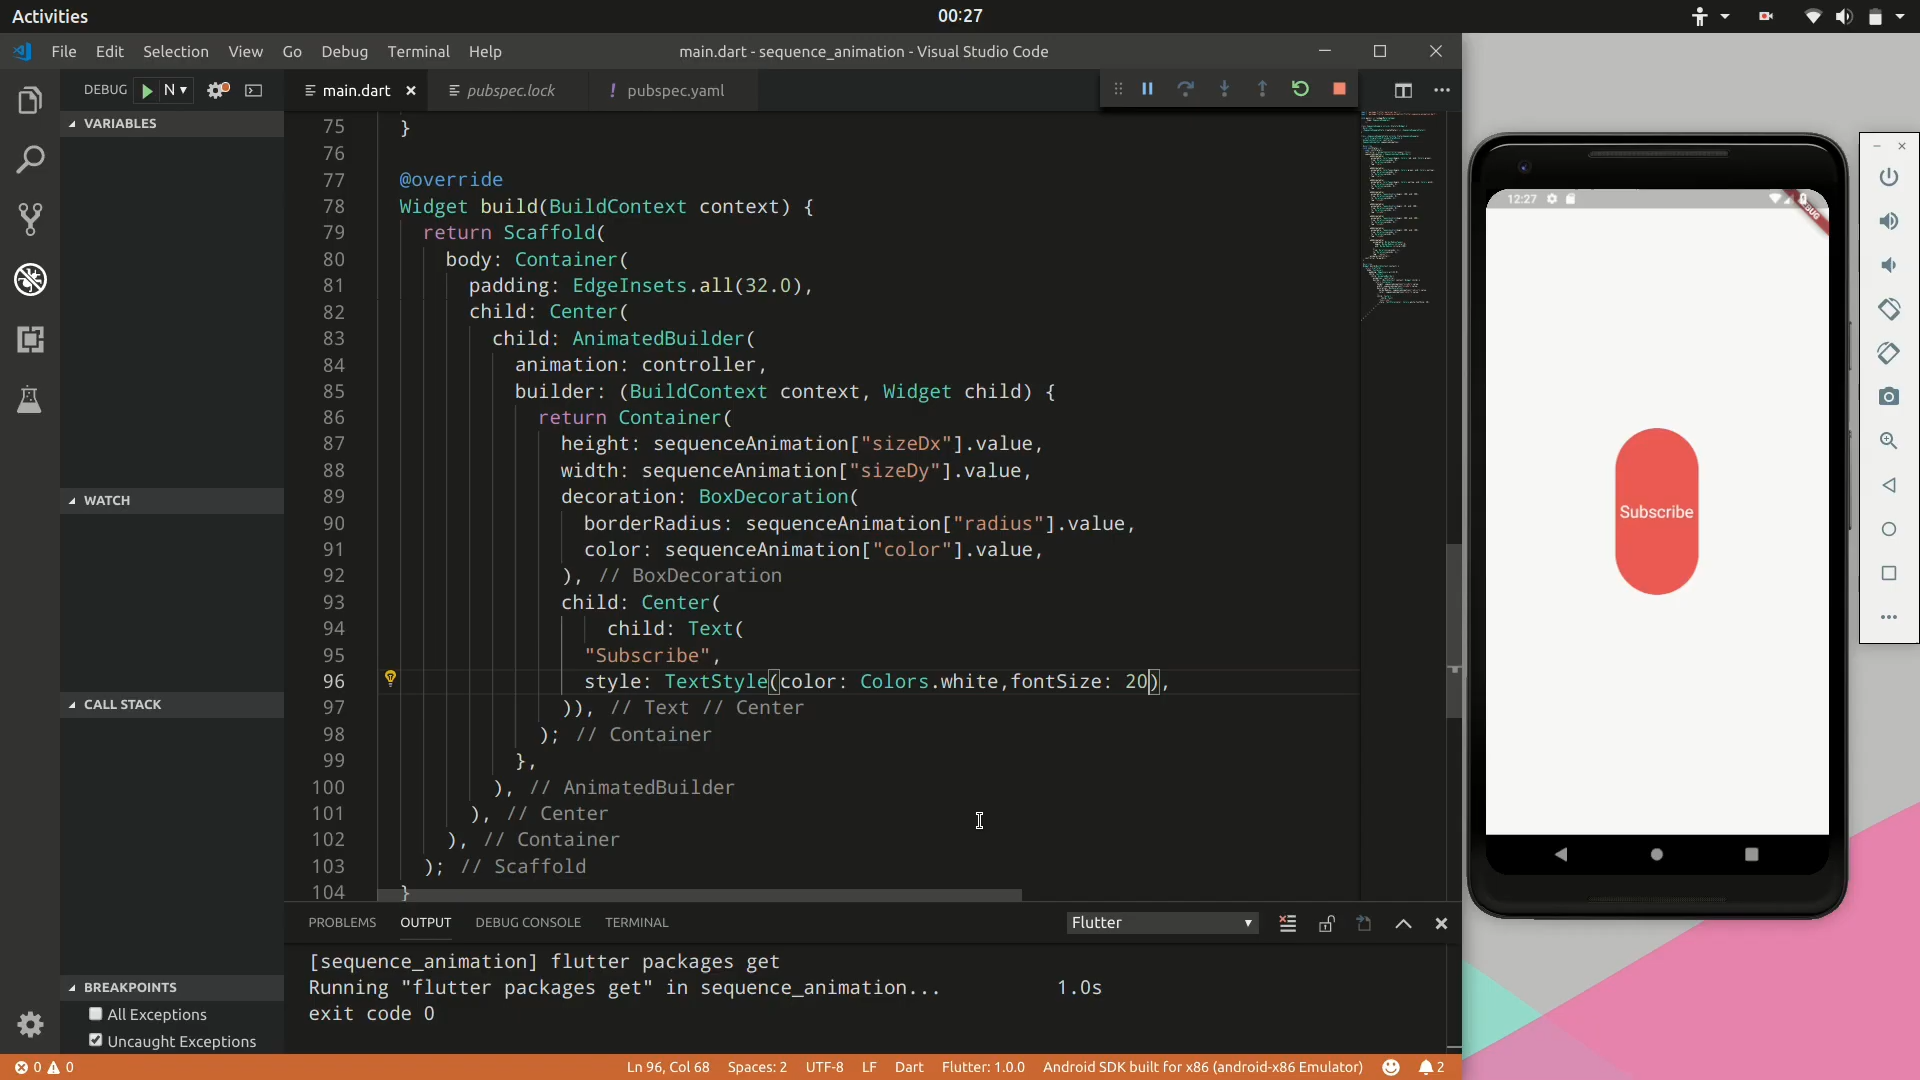 Activities
00:27
File Edit Selection View Go Debug Terminal Help
main.dart - sequence_animation - Visual Studio Code
DEBUG N
main.dart
pubspec.lock
! pubspec.yaml
VARIABLES
WATCH
CALL STACK
BREAKPOINTS
All Exceptions
Uncaught Exceptions
75 }
76
77 @override
78 Widget build(BuildContext context) {
79 return Scaffold(
80 body: Container(
81 padding: EdgeInsets.all(32.0),
82 child: Center(
83 child: AnimatedBuilder(
84 animation: controller,
85 builder: (BuildContext context, Widget child) {
86 return Container(
87 height: sequenceAnimation["sizeDx"].value,
88 width: sequenceAnimation["sizeDy"].value,
89 decoration: BoxDecoration(
90 borderRadius: sequenceAnimation["radius"].value,
91 color: sequenceAnimation["color"].value,
92 ), // BoxDecoration
93 child: Center(
94 child: Text(
95 "Subscribe",
96 style: TextStyle(color: Colors.white,fontSize: 20),
97 )), // Text // Center
98 ); // Container
99 },
100 ), // AnimatedBuilder
101 ), // Center
102 ), // Container
103 ); // Scaffold
104 }
PROBLEMS OUTPUT DEBUG CONSOLE TERMINAL
Flutter
[sequence_animation] flutter packages get
Running "flutter packages get" in sequence_animation... 1.0s
exit code 0
0 0
Ln 96, Col 68 Spaces: 2 UTF-8 LF Dart Flutter: 1.0.0 Android SDK built for x86 (android-x86 Emulator) 2
12:27
DEBUG
Subscribe